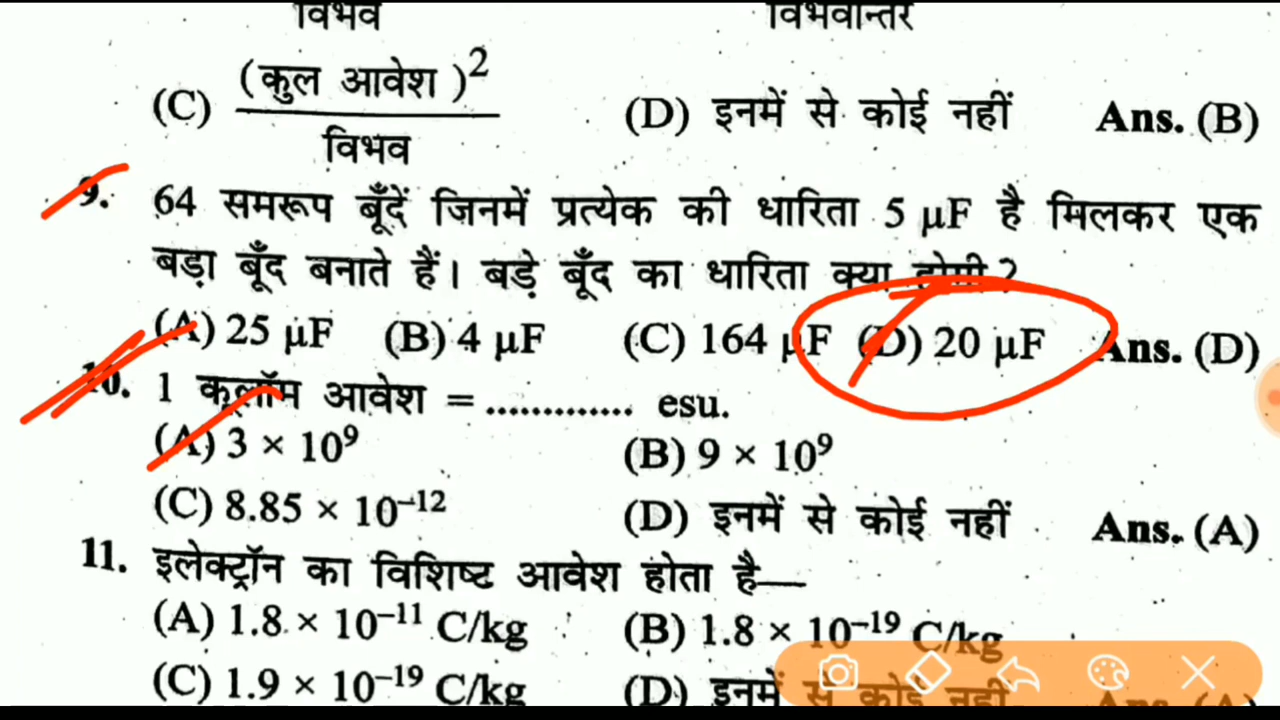 विभव विभवान्तर
(C) (कुल आवेश)² / विभव (D) इनमें से कोई नहीं Ans. (B)
9. 64 समरूप बूँदें जिनमें प्रत्येक की धारिता 5 μF है मिलकर एक
बड़ा बूँद बनाते हैं। बड़े बूँद का धारिता क्या होगी?
(A) 25 μF (B) 4 μF (C) 164 μF (D) 20 μF Ans. (D)
10. 1 कूलॉम आवेश = ............. esu.
(A) 3 × 10⁹ (B) 9 × 10⁹
(C) 8.85 × 10⁻¹² (D) इनमें से कोई नहीं Ans. (A)
11. इलेक्ट्रॉन का विशिष्ट आवेश होता है—
(A) 1.8 × 10⁻¹¹ C/kg (B) 1.8 × 10⁻¹⁹ C/kg
(C) 1.9 × 10⁻¹⁹ C/kg (D) इनमें से कोई नहीं Ans. (A)